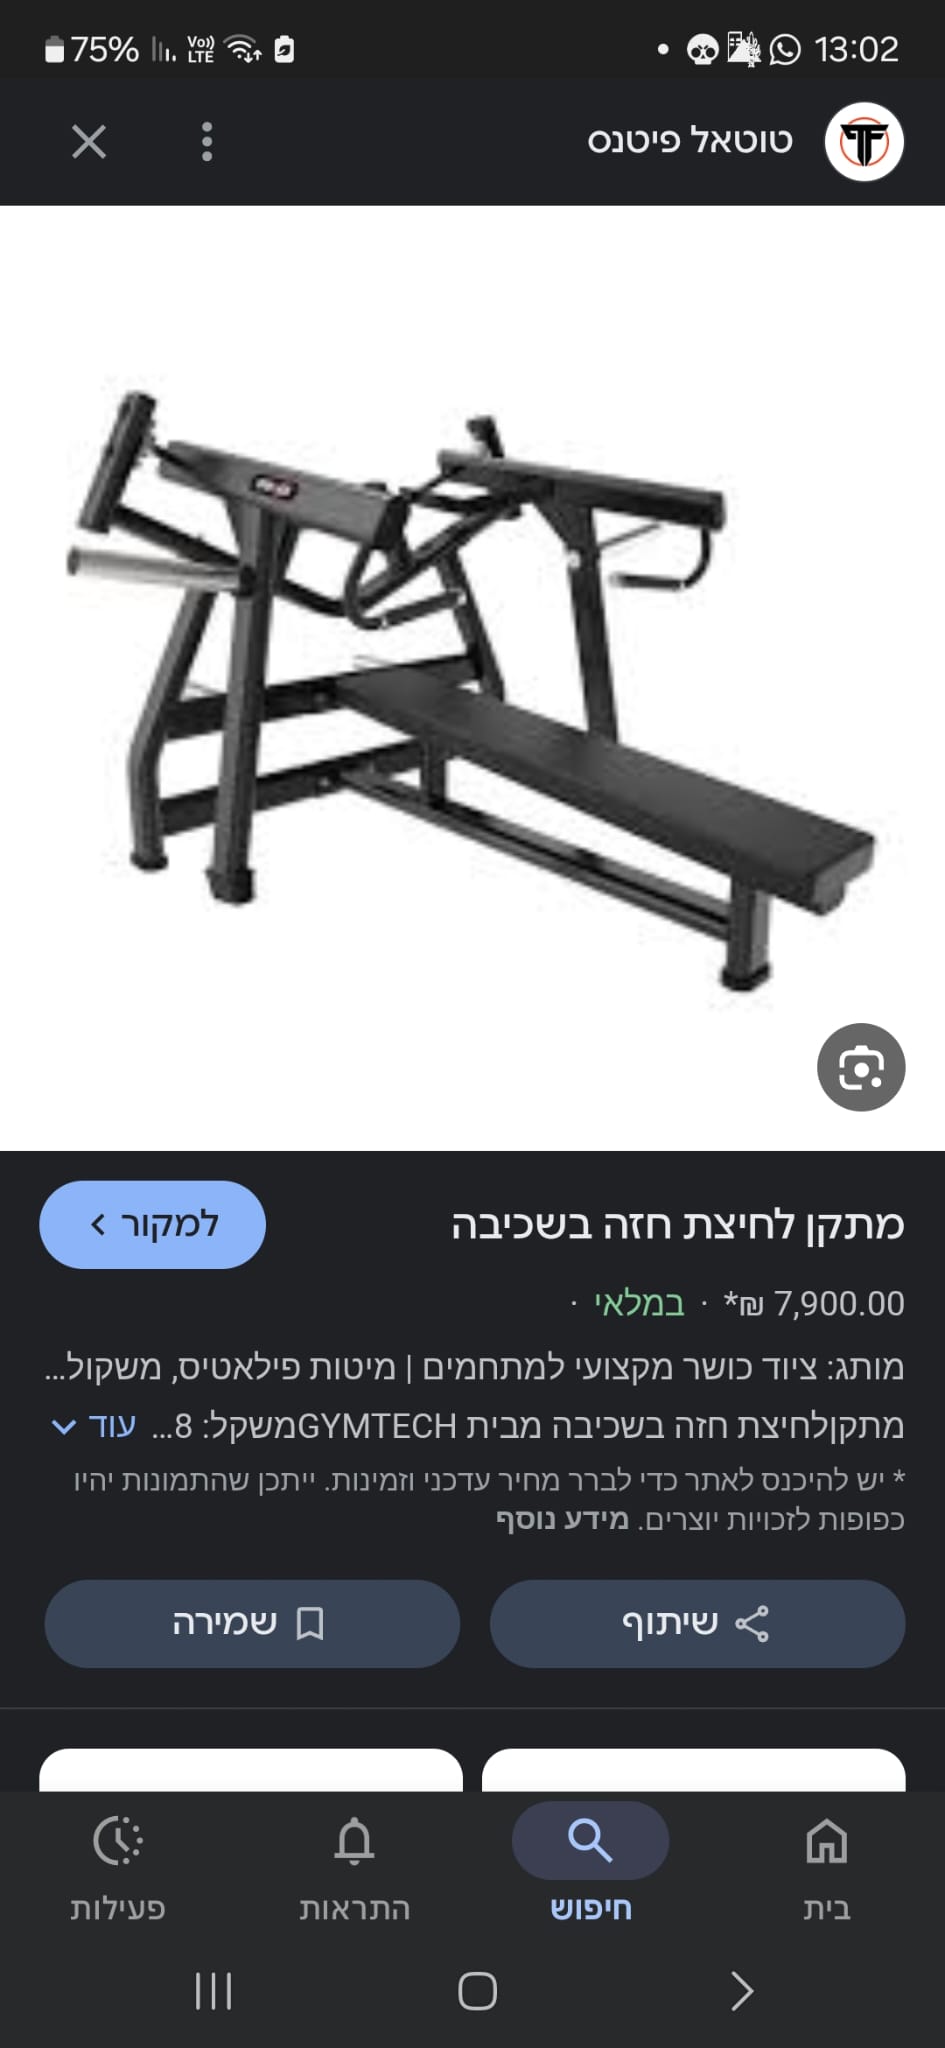 75% Vo)) LTE 13:02
טוטאל פיטנס
מתקן לחיצת חזה בשכיבה
למקור
7,900.00 ₪* · במלאי ·
מותג: ציוד כושר מקצועי למתחמים | מיטות פילאטיס, משקול...
מתקןלחיצת חזה בשכיבה מבית GYMTECHמשקל: 8... עוד
* יש להיכנס לאתר כדי לברר מחיר עדכני וזמינות. ייתכן שהתמונות יהיו
כפופות לזכויות יוצרים. מידע נוסף
שיתוף
שמירה
בית
חיפוש
התראות
פעילות